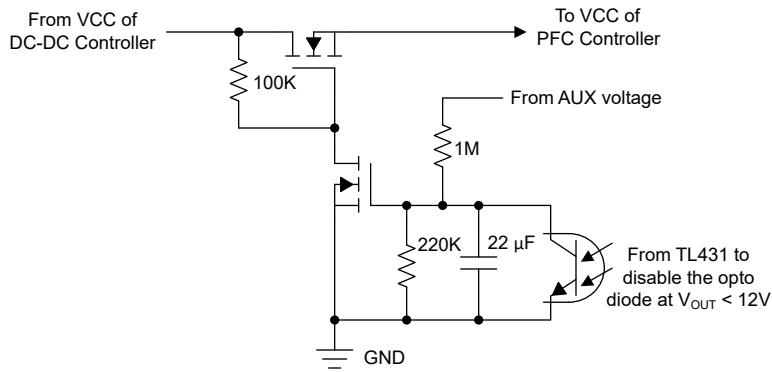 From VCC of
DC-DC Controller
To VCC of
PFC Controller
100K
From AUX voltage
1M
220K
22 μF
From TL431 to
disable the opto
diode at VOUT < 12V
GND